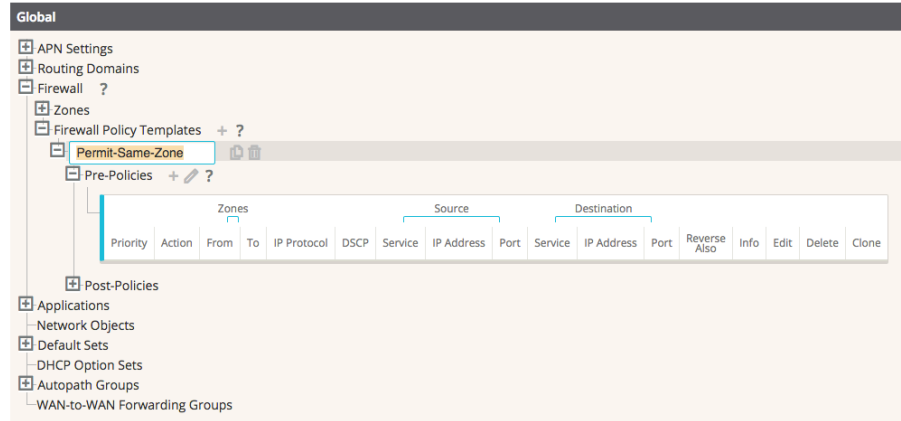 Global
APN Settings
Routing Domains
Firewall ?
Zones
Firewall Policy Templates + ?
Permit-Same-Zone
Pre-Policies + ?
Zones Source Destination
Priority Action From To IP Protocol DSCP Service IP Address Port Service IP Address Port Reverse Also Info Edit Delete Clone
Post-Policies
Applications
Network Objects
Default Sets
DHCP Option Sets
Autopath Groups
WAN-to-WAN Forwarding Groups